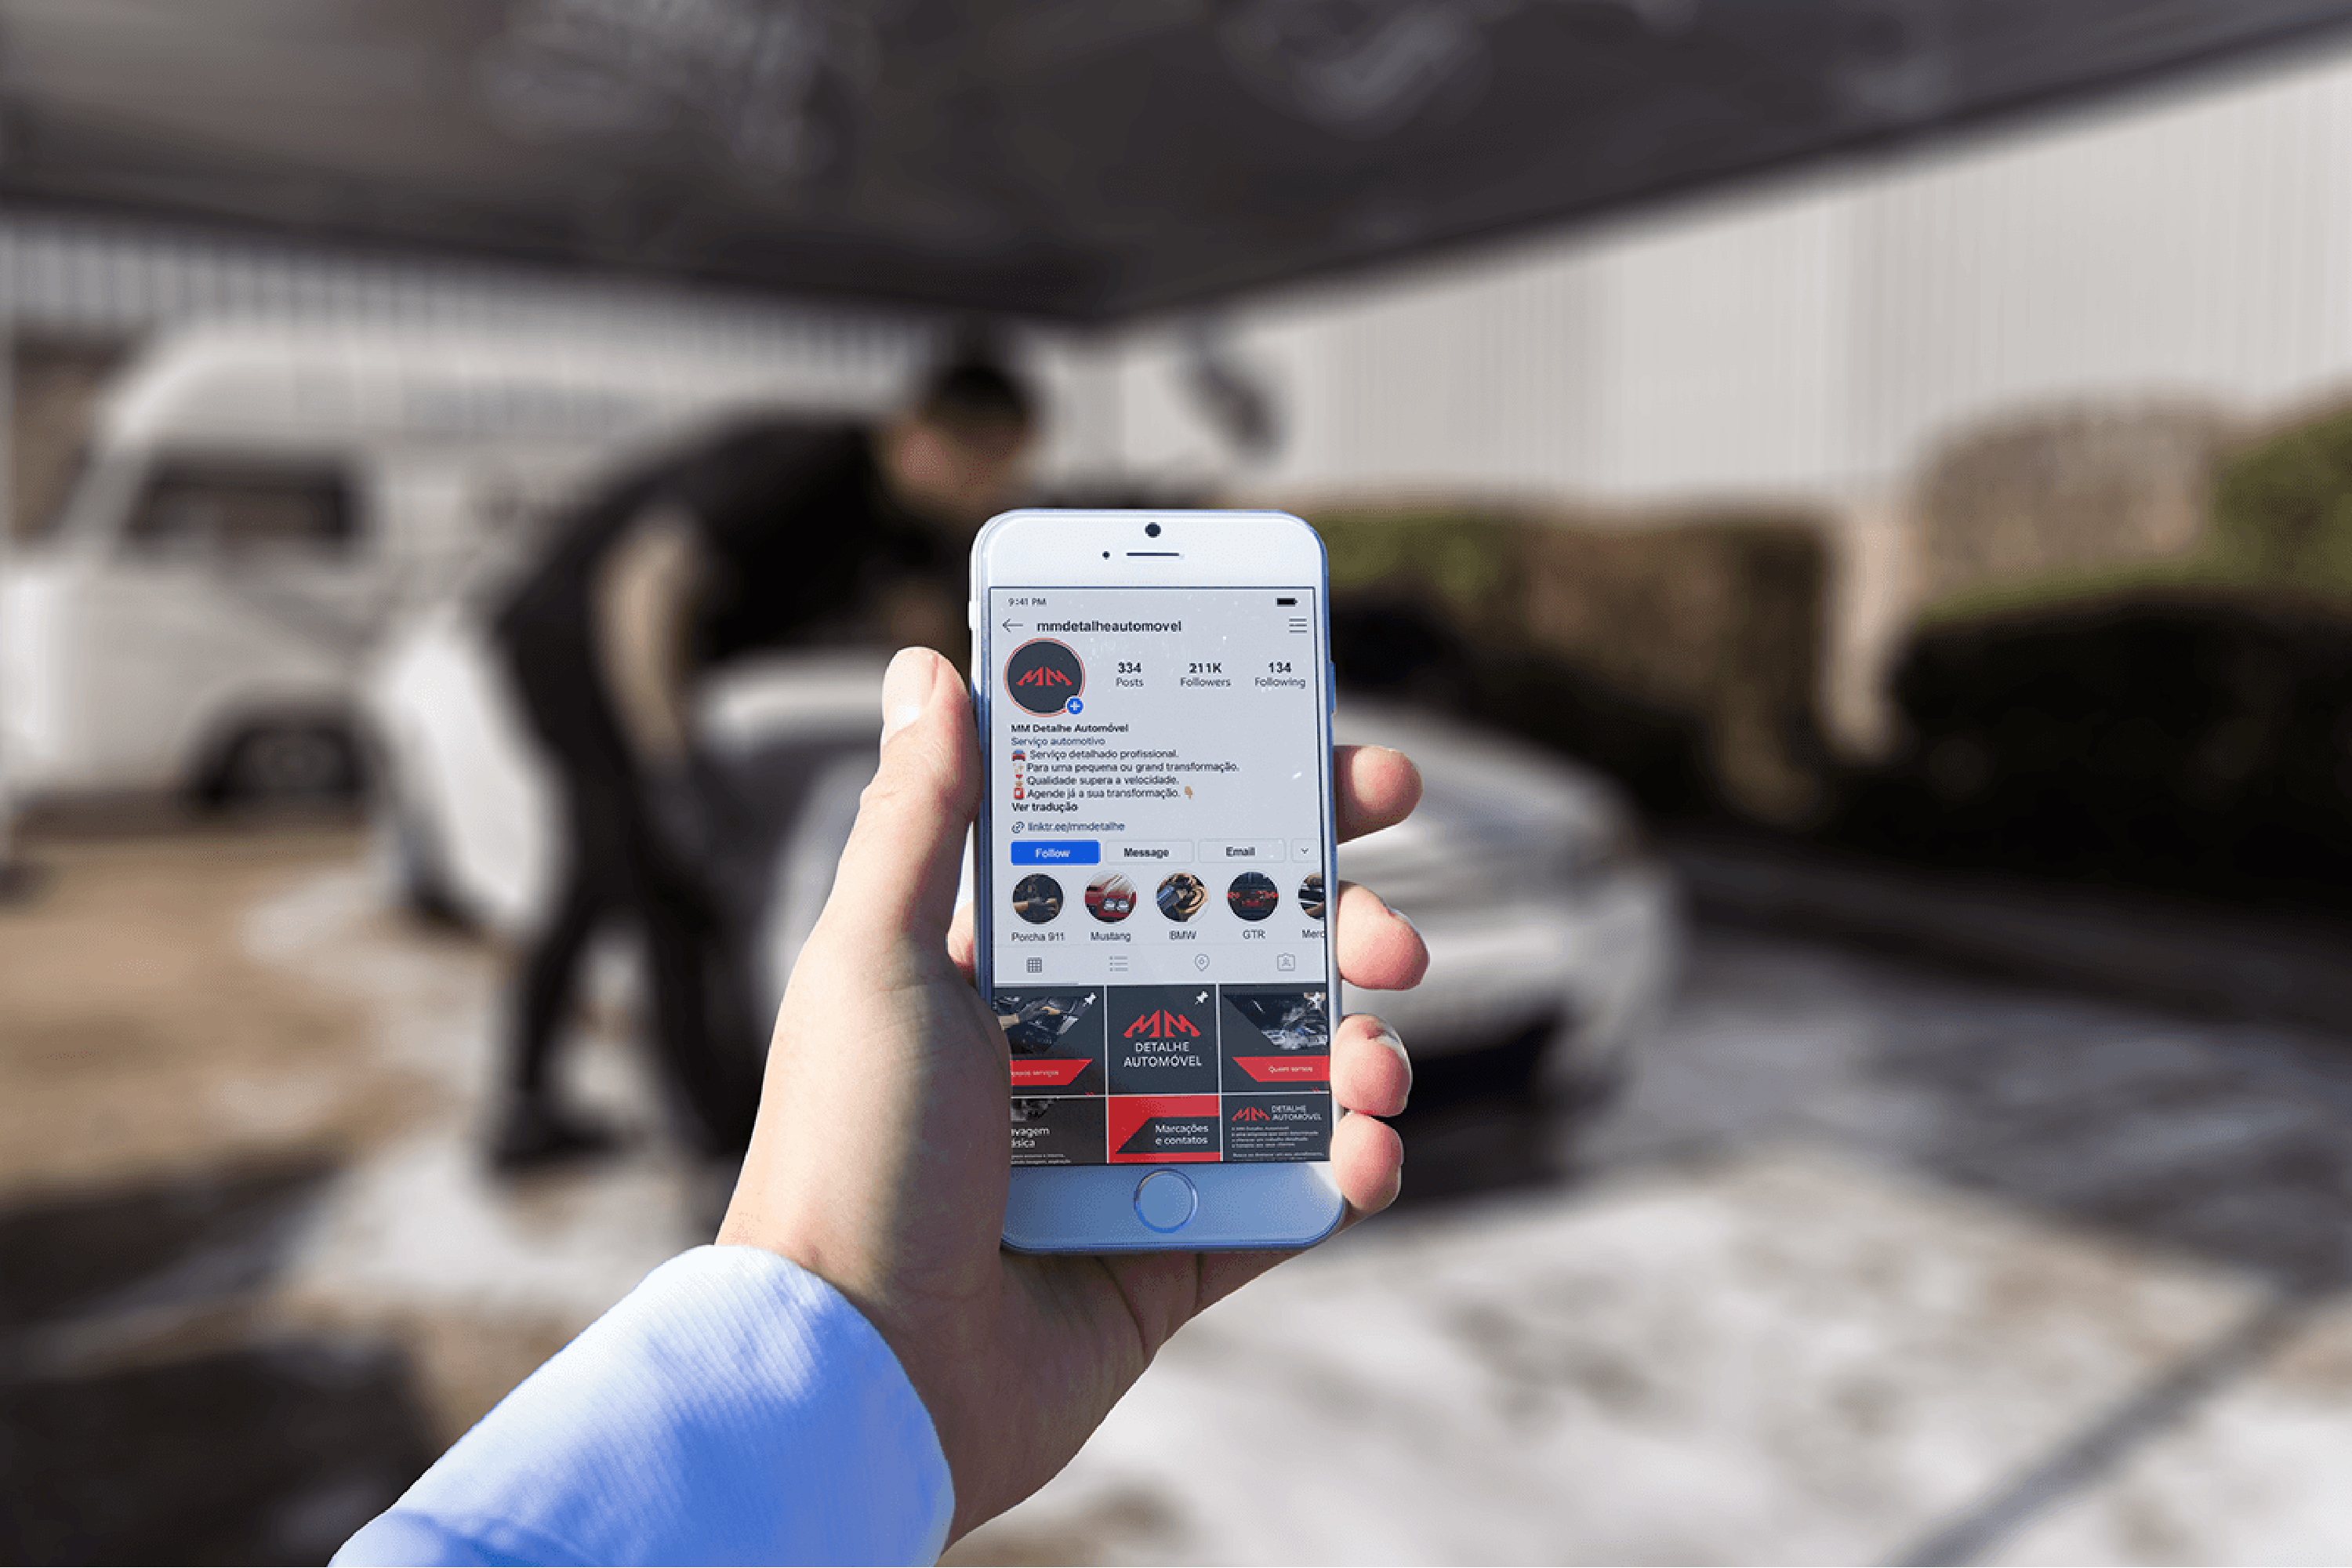 9:41 PM
mmdetalheautomovel
334 211K 134
Posts Followers Following
MM Detalhe Automóvel
Serviço automotivo
Serviço detalhado profissional.
Para uma pequena ou grand transformação.
Qualidade supera a velocidade.
Agende já a sua transformação.
Ver tradução
linktr.ee/mmdetalhe
Follow Message Email
Porcha 911 Mustang BMW GTR Merc
MM
DETALHE
AUTOMÓVEL
serviços
Quem somos
avagem
ásica
Marcações
e contatos
MM DETALHE
AUTOMÓVEL